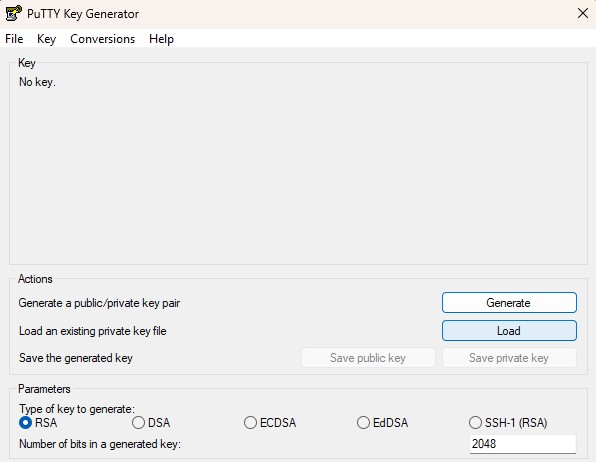 PuTTY Key Generator
File Key Conversions Help
Key
No key.
Actions
Generate a public/private key pair Generate
Load an existing private key file Load
Save the generated key Save public key Save private key
Parameters
Type of key to generate:
RSA DSA ECDSA EdDSA SSH-1 (RSA)
Number of bits in a generated key: 2048